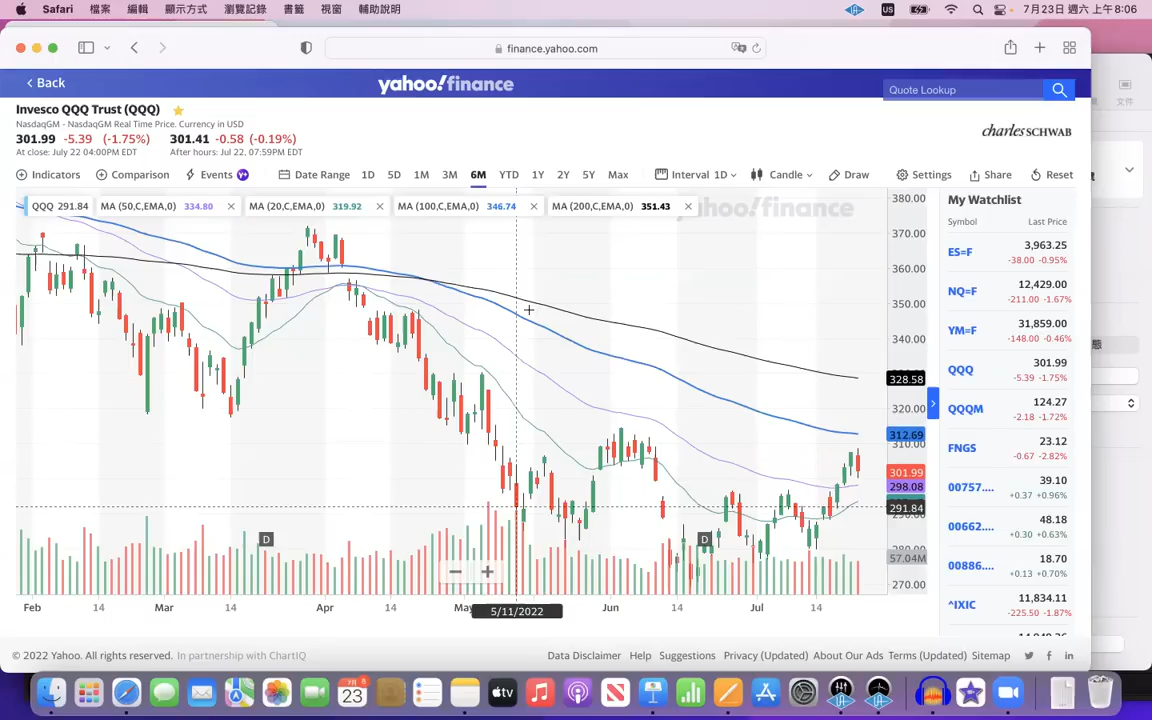 Safari 檔案 編輯 顯示方式 瀏覽記錄 書籤 視窗 輔助說明 US 7月23日 週六 上午8:06
finance.yahoo.com
Back
yahoo!finance
Quote Lookup
Invesco QQQ Trust (QQQ)
NasdaqGM - NasdaqGM Real Time Price. Currency in USD
301.99 -5.39 (-1.75%) 301.41 -0.58 (-0.19%)
At close: July 22 04:00PM EDT After hours: Jul 22, 07:59PM EDT
charles SCHWAB
文件
Indicators Comparison Events Y+ Date Range 1D 5D 1M 3M 6M YTD 1Y 2Y 5Y Max Interval 1D Candle Draw Settings Share Reset
QQQ 291.84 MA (50,C,EMA,0) 334.80 MA (20,C,EMA,0) 319.92 MA (100,C,EMA,0) 346.74 MA (200,C,EMA,0) 351.43
hoo!finance
380.00
370.00
360.00
350.00
340.00
328.58
320.00
312.69
310.00
301.99
298.08
291.84
280.00
57.04M
270.00
D
D
Feb 14 Mar 14 Apr 14 May 5/11/2022 Jun 14 Jul 14
My Watchlist
Symbol Last Price
ES=F 3,963.25
-38.00 -0.95%
NQ=F 12,429.00
-211.00 -1.67%
YM=F 31,859.00
-148.00 -0.46%
QQQ 301.99
-5.39 -1.75%
QQQM 124.27
-2.18 -1.72%
FNGS 23.12
-0.67 -2.82%
00757.... 39.10
+0.37 +0.96%
00662.... 48.18
+0.30 +0.63%
00886.... 18.70
+0.13 +0.70%
^IXIC 11,834.11
-225.50 -1.87%
態
© 2022 Yahoo. All rights reserved. In partnership with ChartIQ
Data Disclaimer Help Suggestions Privacy (Updated) About Our Ads Terms (Updated) Sitemap
23
tv